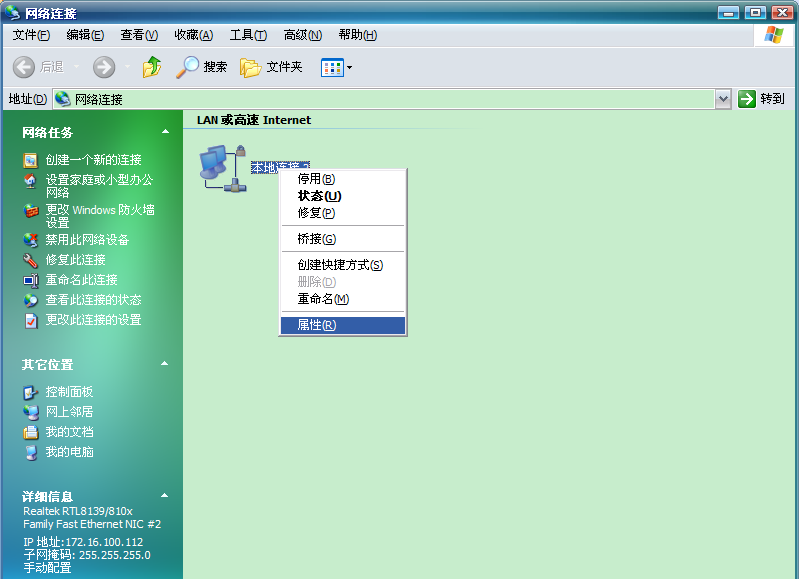 网络连接
文件(F) 编辑(E) 查看(V) 收藏(A) 工具(T) 高级(N) 帮助(H)
后退 搜索 文件夹
地址(D) 网络连接 转到
网络任务
创建一个新的连接
设置家庭或小型办公
网络
更改 Windows 防火墙
设置
禁用此网络设备
修复此连接
重命名此连接
查看此连接的状态
更改此连接的设置
其它位置
控制面板
网上邻居
我的文档
我的电脑
详细信息
Realtek RTL8139/810x
Family Fast Ethernet NIC #2
IP 地址:172.16.100.112
子网掩码: 255.255.255.0
手动配置
LAN 或高速 Internet
本地连接
停用(B)
状态(U)
修复(P)
桥接(G)
创建快捷方式(S)
删除(D)
重命名(M)
属性(R)